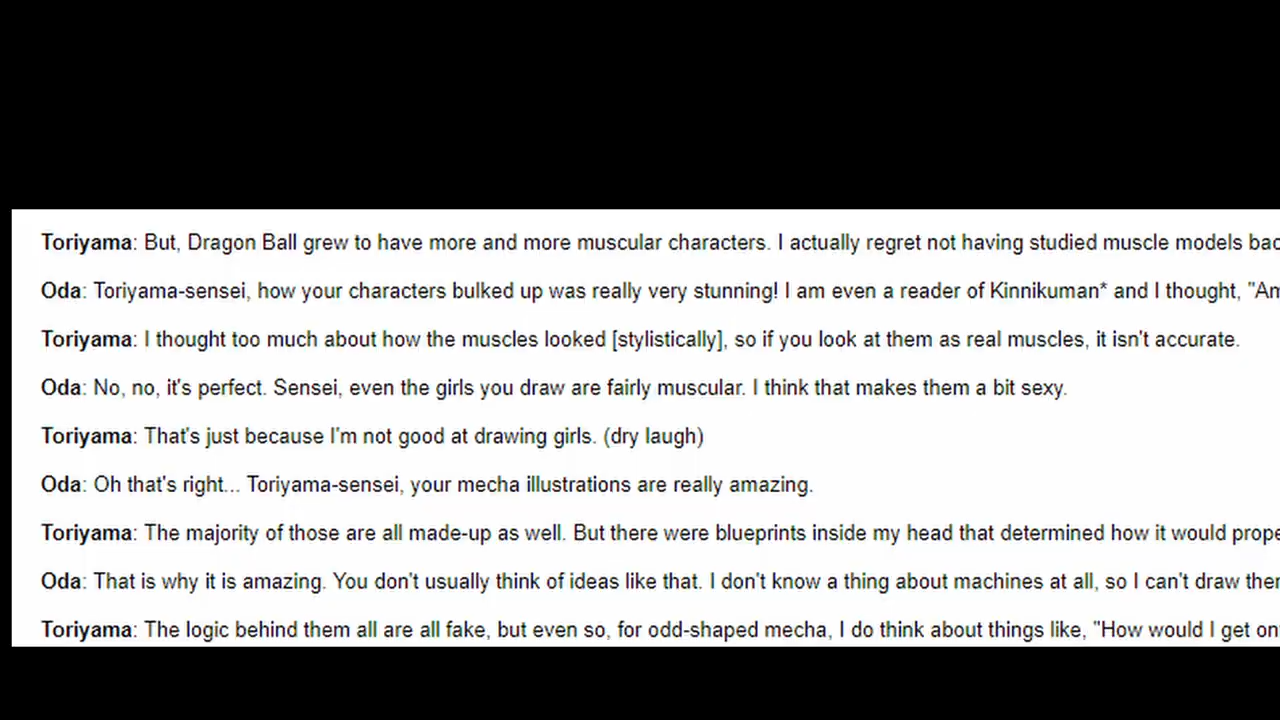 Toriyama: But, Dragon Ball grew to have more and more muscular characters. I actually regret not having studied muscle models
Oda: Toriyama-sensei, how your characters bulked up was really very stunning! I am even a reader of Kinnikuman* and I thought,
Toriyama: I thought too much about how the muscles looked [stylistically], so if you look at them as real muscles, it isn't accurate.
Oda: No, no, it's perfect. Sensei, even the girls you draw are fairly muscular. I think that makes them a bit sexy.
Toriyama: That's just because I'm not good at drawing girls. (dry laugh)
Oda: Oh that's right... Toriyama-sensei, your mecha illustrations are really amazing.
Toriyama: The majority of those are all made-up as well. But there were blueprints inside my head that determined how it would
Oda: That is why it is amazing. You don't usually think of ideas like that. I don't know a thing about machines at all, so I can't draw
Toriyama: The logic behind them all are all fake, but even so, for odd-shaped mecha, I do think about things like, "How would I get